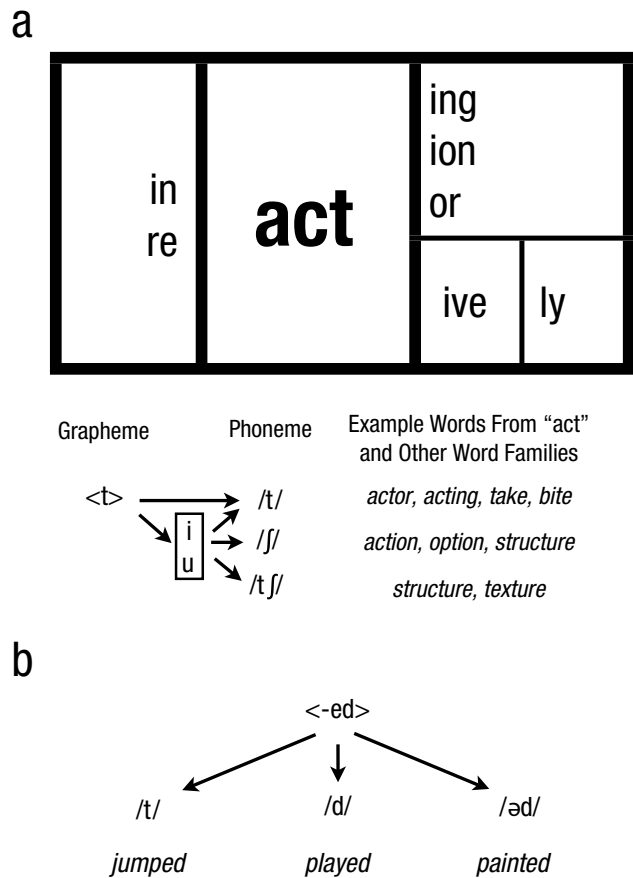 a
in
re
act
ing
ion
or
ive
ly
Grapheme
Phoneme
Example Words From “act”
and Other Word Families
<t>
/t/
actor, acting, take, bite
i
u
/ʃ/
action, option, structure
/t ʃ/
structure, texture
b
<-ed>
/t/
/d/
/əd/
jumped
played
painted